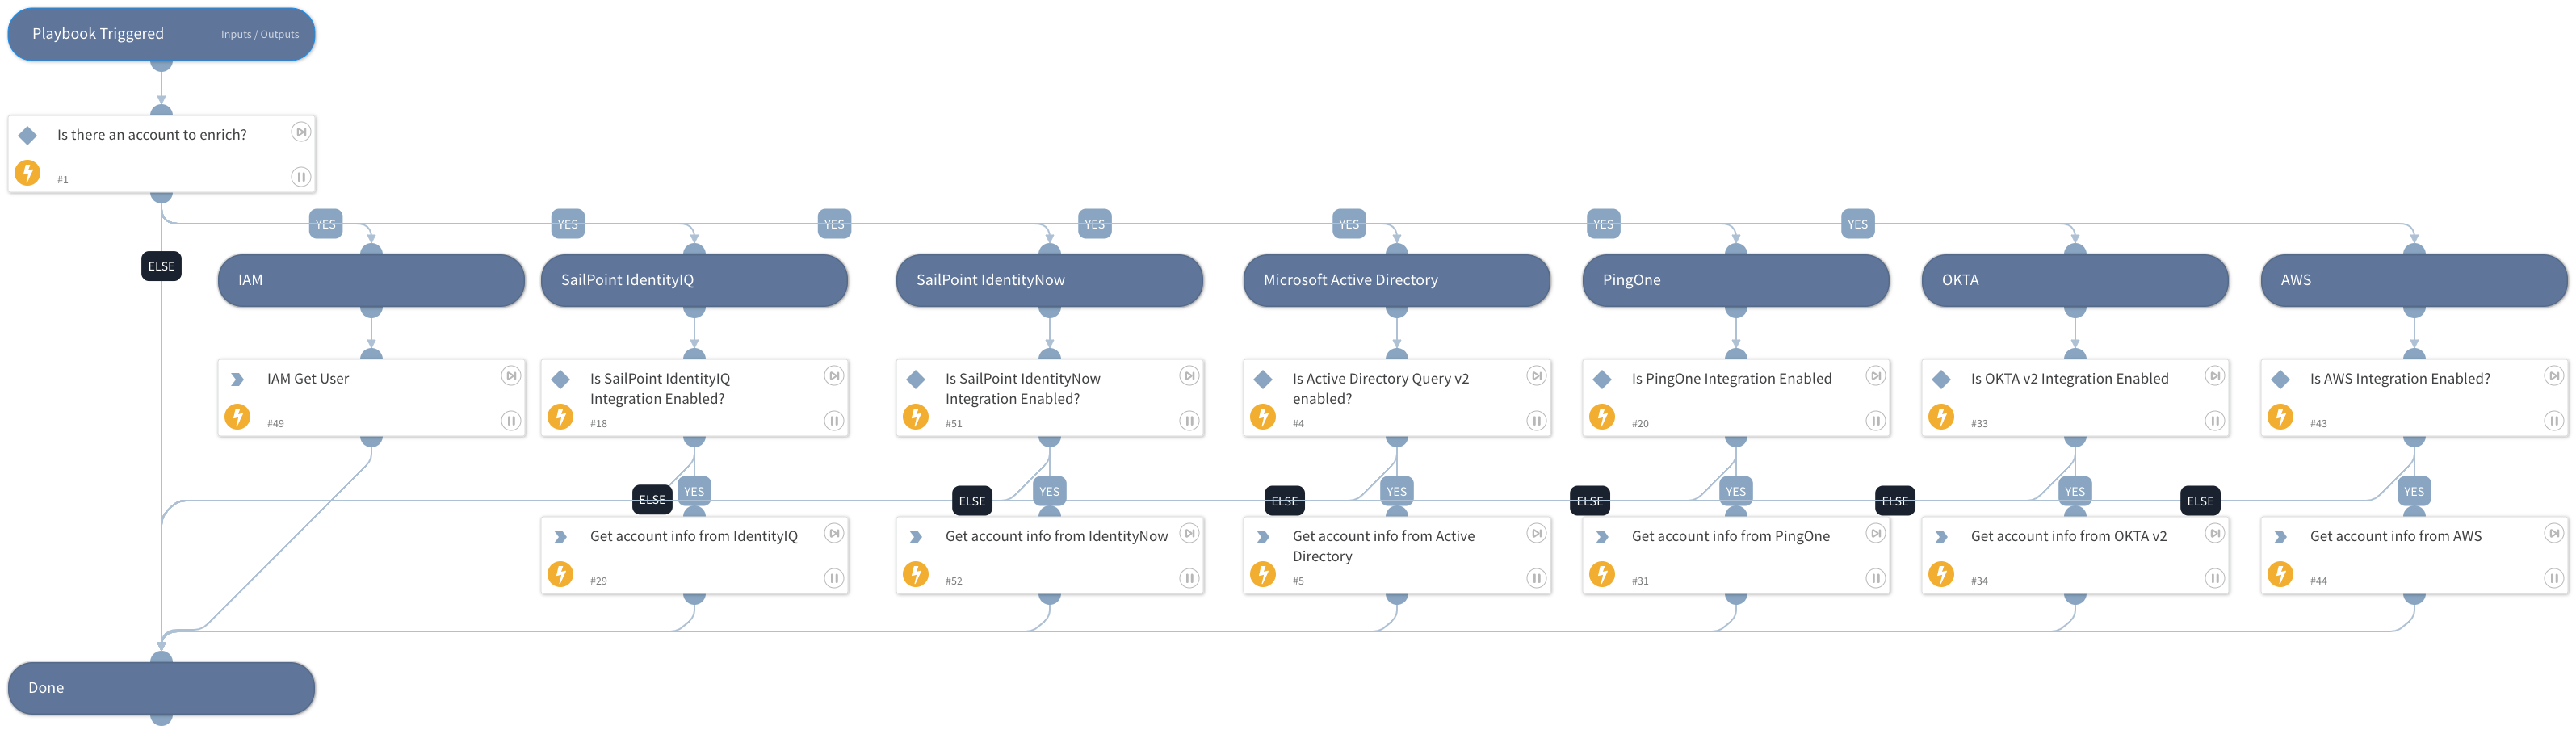 Playbook Triggered
Inputs / Outputs
Is there an account to enrich?
#1
YES
YES
YES
YES
YES
YES
YES
ELSE
IAM
SailPoint IdentityIQ
SailPoint IdentityNow
Microsoft Active Directory
PingOne
OKTA
AWS
IAM Get User
#49
Is SailPoint IdentityIQ
Integration Enabled?
#18
Is SailPoint IdentityNow
Integration Enabled?
#51
Is Active Directory Query v2
enabled?
#4
Is PingOne Integration Enabled
#20
Is OKTA v2 Integration Enabled
#33
Is AWS Integration Enabled?
#43
ELSE
YES
ELSE
YES
ELSE
YES
ELSE
YES
ELSE
YES
ELSE
YES
Get account info from IdentityIQ
#29
Get account info from IdentityNow
#52
Get account info from Active
Directory
#5
Get account info from PingOne
#31
Get account info from OKTA v2
#34
Get account info from AWS
#44
Done